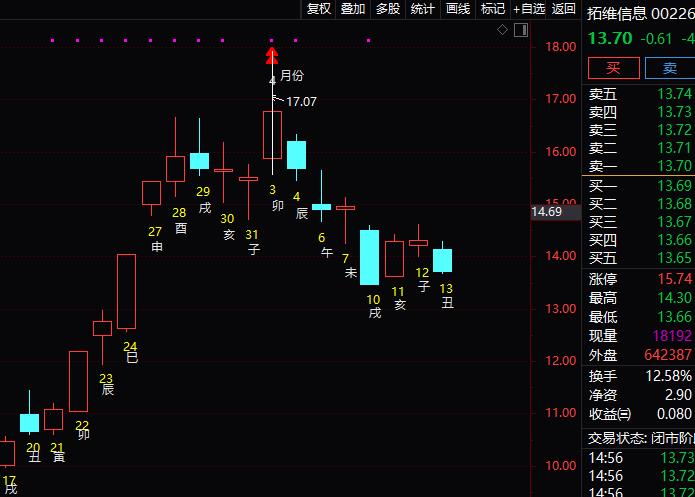 复权 叠加 多股 统计 画线 标记 +自选 返回
拓维信息 00226
13.70 -0.61 -4
买 卖
卖五 13.74
卖四 13.73
卖三 13.72
卖二 13.71
卖一 13.70
买一 13.69
买二 13.68
买三 13.67
买四 13.66
买五 13.65
涨停 15.74
最高 14.30
最低 13.66
现量 18192
外盘 642387
换手 12.58%
净资 2.90
收益㈢ 0.080
交易状态: 闭市阶
14:56 13.73
14:56 13.72
14:56 13.72
18.00
17.00
16.00
15.00
14.69
14.00
13.00
12.00
11.00
10.00
4 月份
17.07
17
戌
20
丑
21
寅
22
卯
23
辰
24
巳
27
申
28
酉
29
戌
30
亥
31
子
3
卯
4
辰
6
午
7
未
10
戌
11
亥
12
子
13
丑